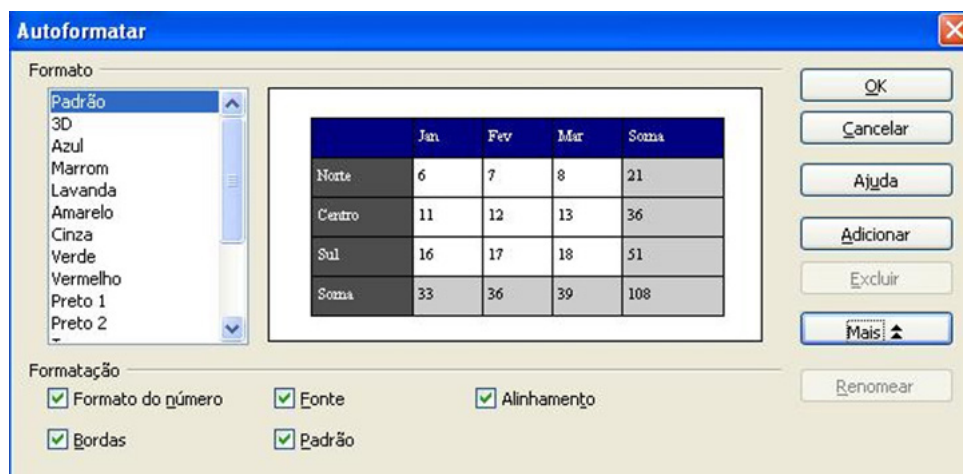 Autoformatar
Formato
Padrão
3D
Azul
Marrom
Lavanda
Amarelo
Cinza
Verde
Vermelho
Preto 1
Preto 2
Jan Fev Mar Soma
Norte 6 7 8 21
Centro 11 12 13 36
Sul 16 17 18 51
Soma 33 36 39 108
OK
Cancelar
Ajuda
Adicionar
Excluir
Mais
Renomear
Formatação
Formato do número Fonte Alinhamento
Bordas Padrão